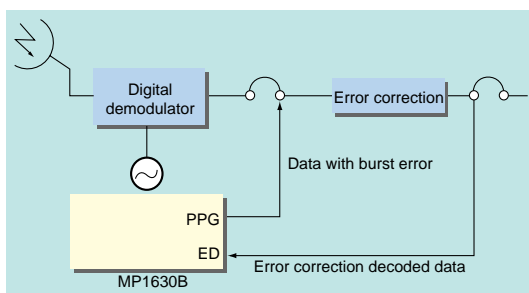 Digital
demodulator
Error correction
Data with burst error
PPG
ED
Error correction decoded data
MP1630B